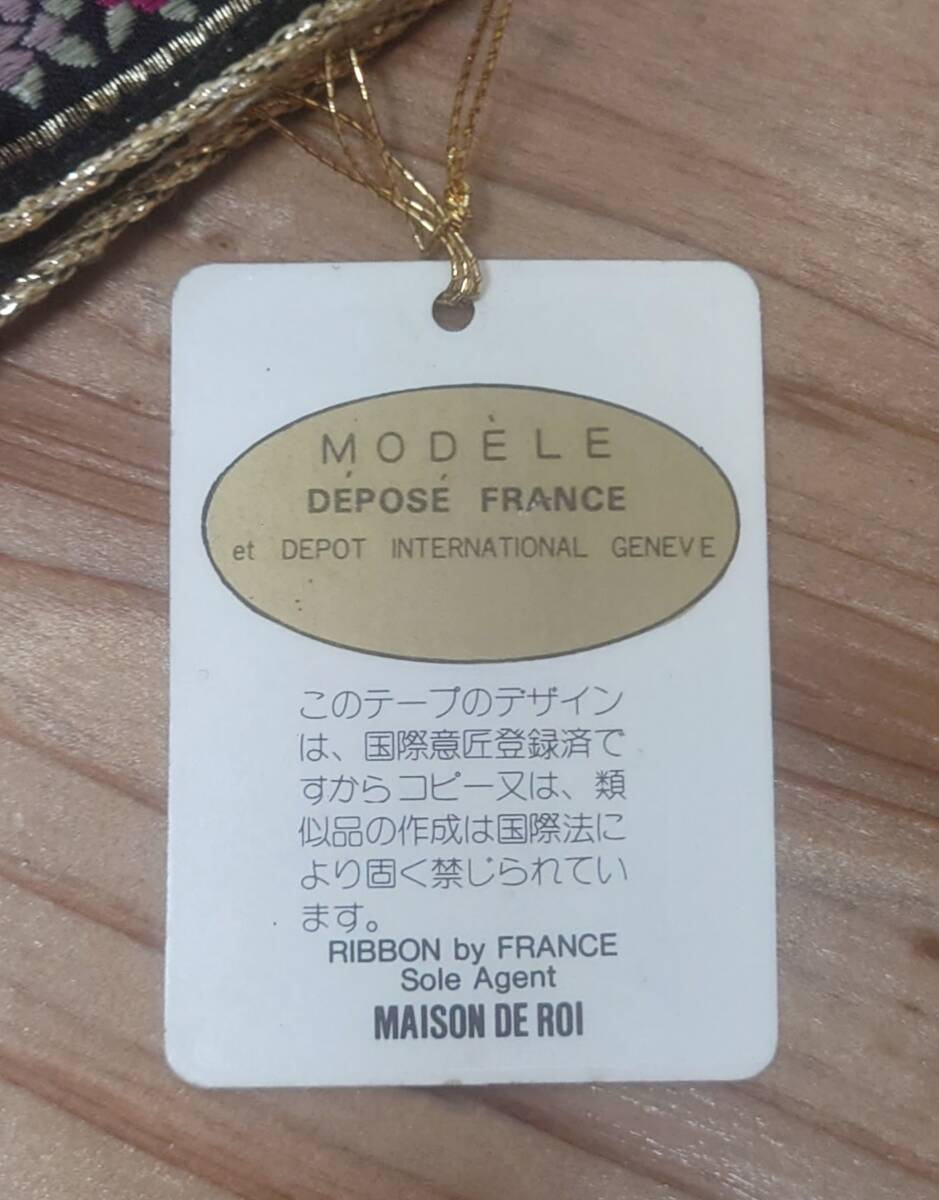 MODÈLE
DÉPOSÉ FRANCE
et DEPOT INTERNATIONAL GENEVE
このテープのデザイン
は、国際意匠登録済で
すからコピー又は、類
似品の作成は国際法に
より固く禁じられてい
ます。
RIBBON by FRANCE
Sole Agent
MAISON DE ROI